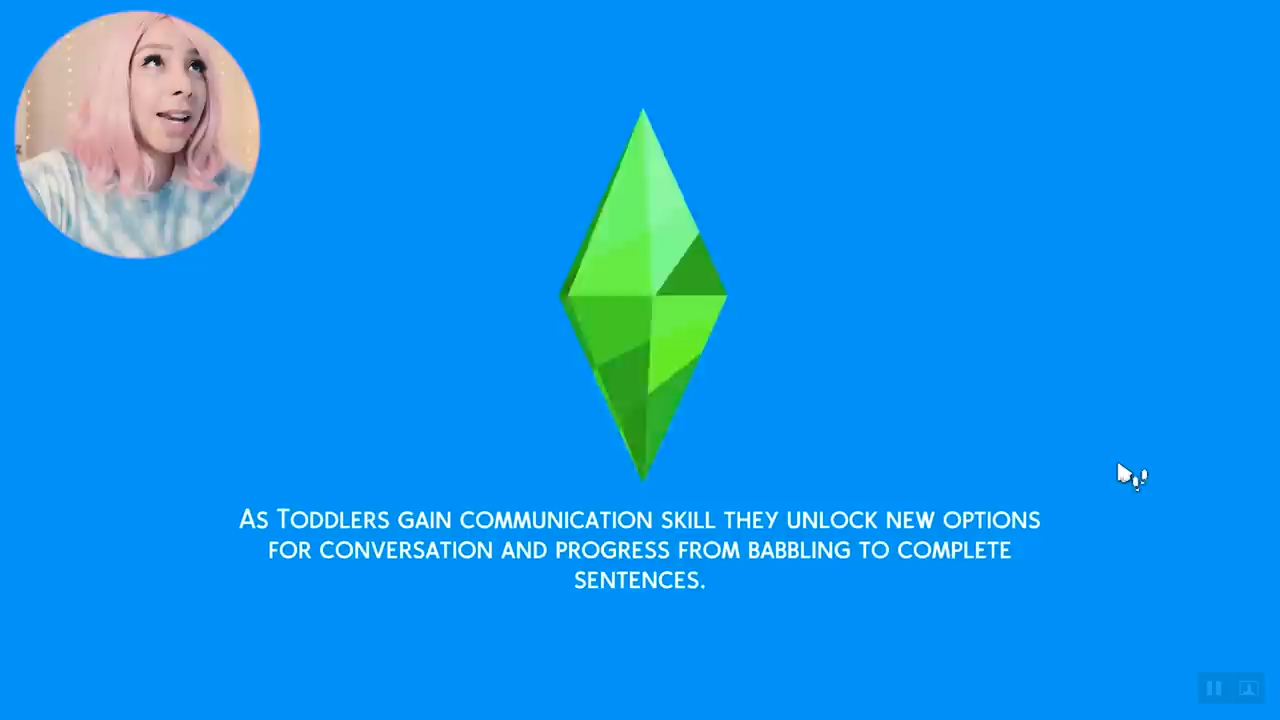 As Toddlers gain communication skill they unlock new options
for conversation and progress from babbling to complete
sentences.